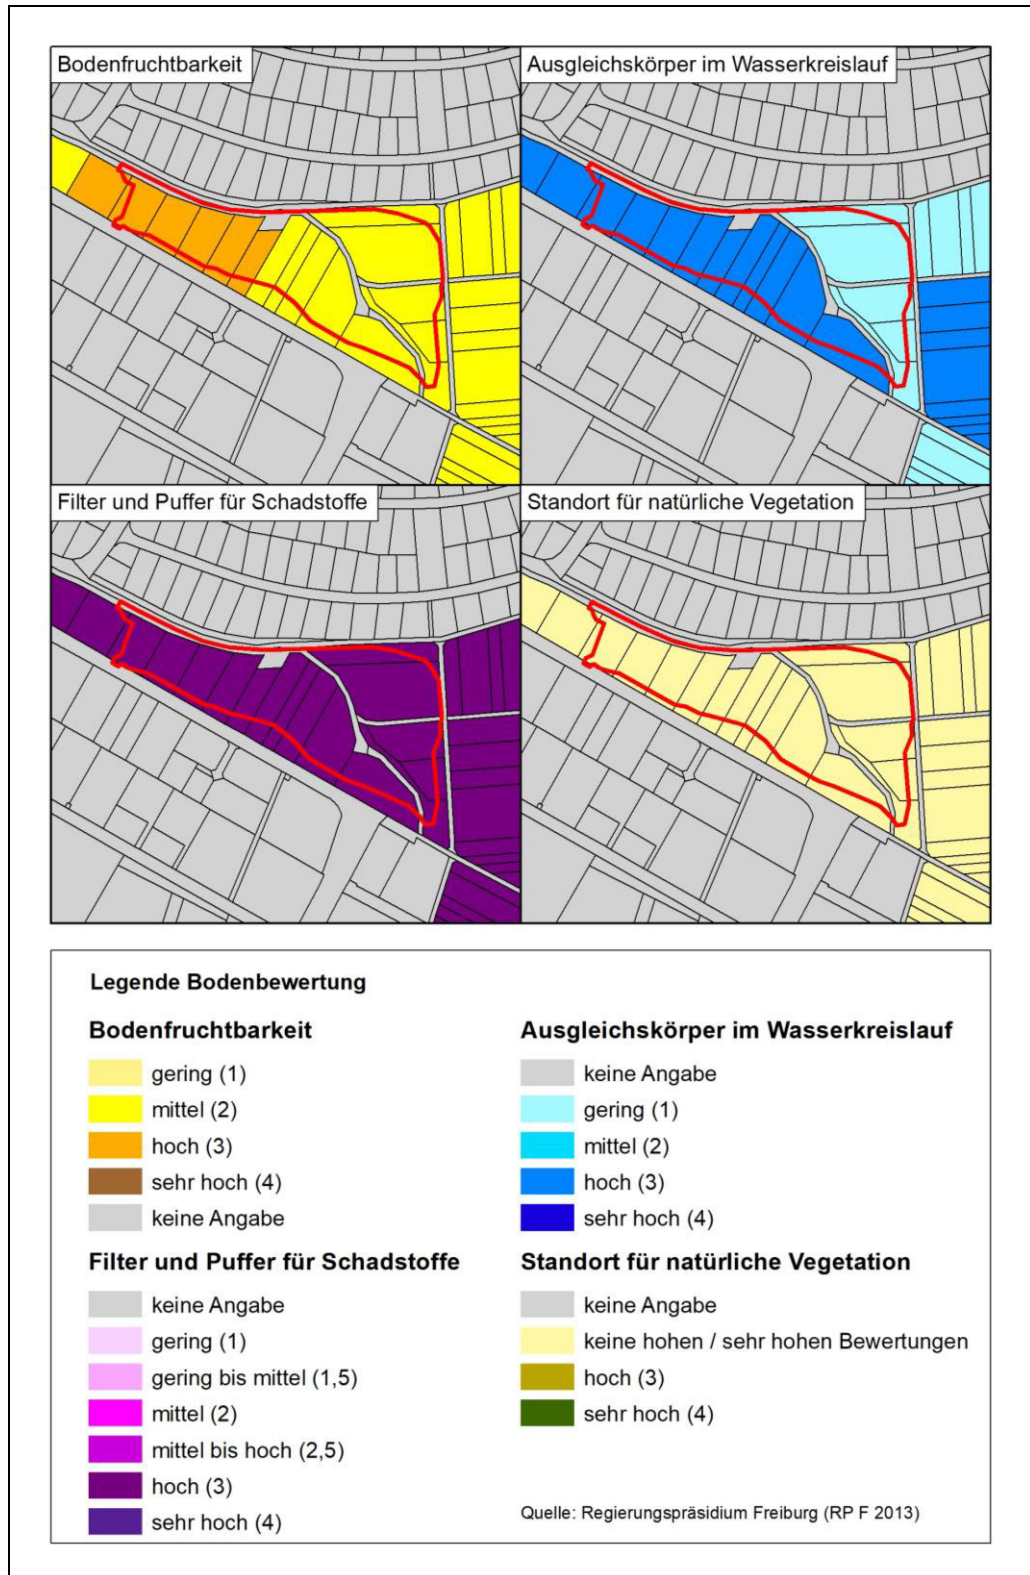 Bodenfruchtbarkeit
Ausgleichskörper im Wasserkreislauf
Filter und Puffer für Schadstoffe
Standort für natürliche Vegetation
Legende Bodenbewertung
Bodenfruchtbarkeit
gering (1)
mittel (2)
hoch (3)
sehr hoch (4)
keine Angabe
Ausgleichskörper im Wasserkreislauf
keine Angabe
gering (1)
mittel (2)
hoch (3)
sehr hoch (4)
Filter und Puffer für Schadstoffe
keine Angabe
gering (1)
gering bis mittel (1,5)
mittel (2)
mittel bis hoch (2,5)
hoch (3)
sehr hoch (4)
Standort für natürliche Vegetation
keine Angabe
keine hohen / sehr hohen Bewertungen
hoch (3)
sehr hoch (4)
Quelle: Regierungspräsidium Freiburg (RP F 2013)